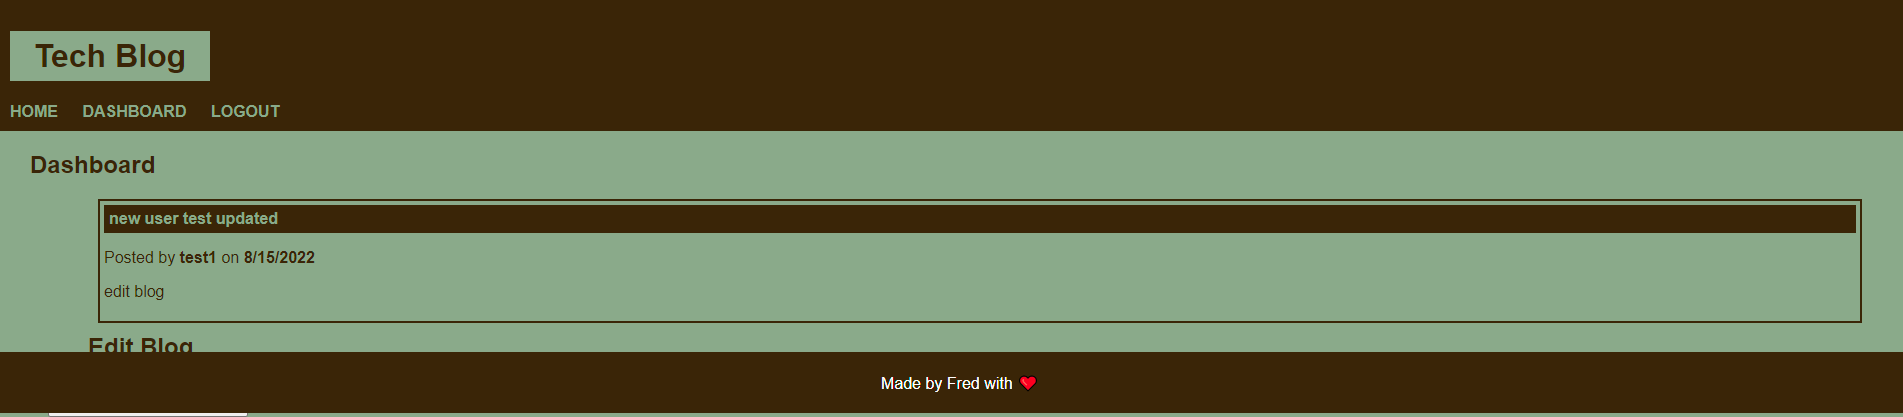 Tech Blog
HOME DASHBOARD LOGOUT
Dashboard
new user test updated
Posted by test1 on 8/15/2022
edit blog
Edit Blog
Made by Fred with ❤